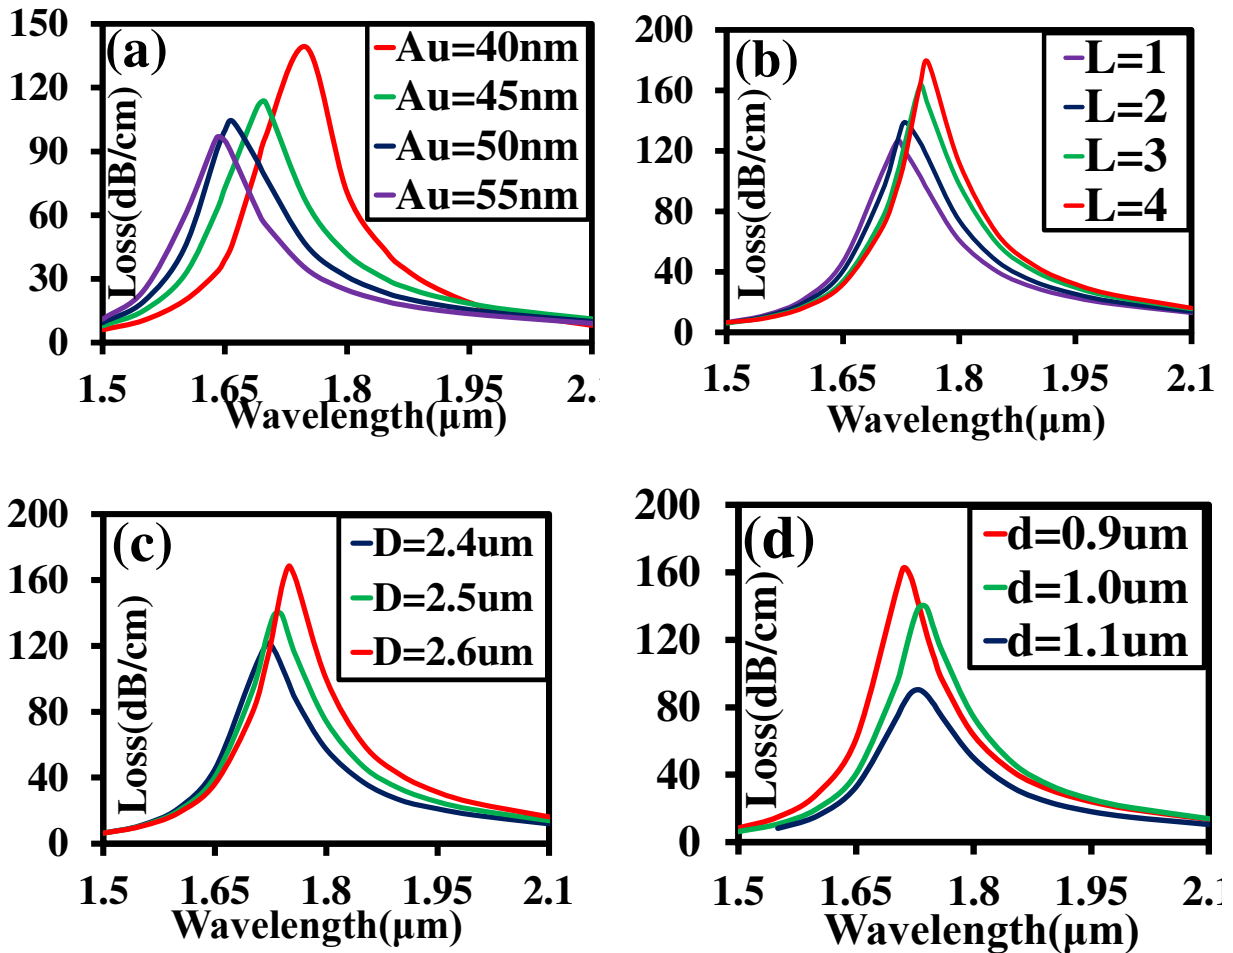 150
120
90
60
30
0
Loss(dB/cm)
(a)
Au=40nm
Au=45nm
Au=50nm
Au=55nm
1.5 1.65 1.8 1.95 2.1
Wavelength(μm)
200
160
120
80
40
0
Loss(dB/cm)
(b)
L=1
L=2
L=3
L=4
1.5 1.65 1.8 1.95 2.1
Wavelength(μm)
200
160
120
80
40
0
Loss(dB/cm)
(c)
D=2.4um
D=2.5um
D=2.6um
1.5 1.65 1.8 1.95 2.1
Wavelength(μm)
200
160
120
80
40
0
Loss(dB/cm)
(d)
d=0.9um
d=1.0um
d=1.1um
1.5 1.65 1.8 1.95 2.1
Wavelength(μm)